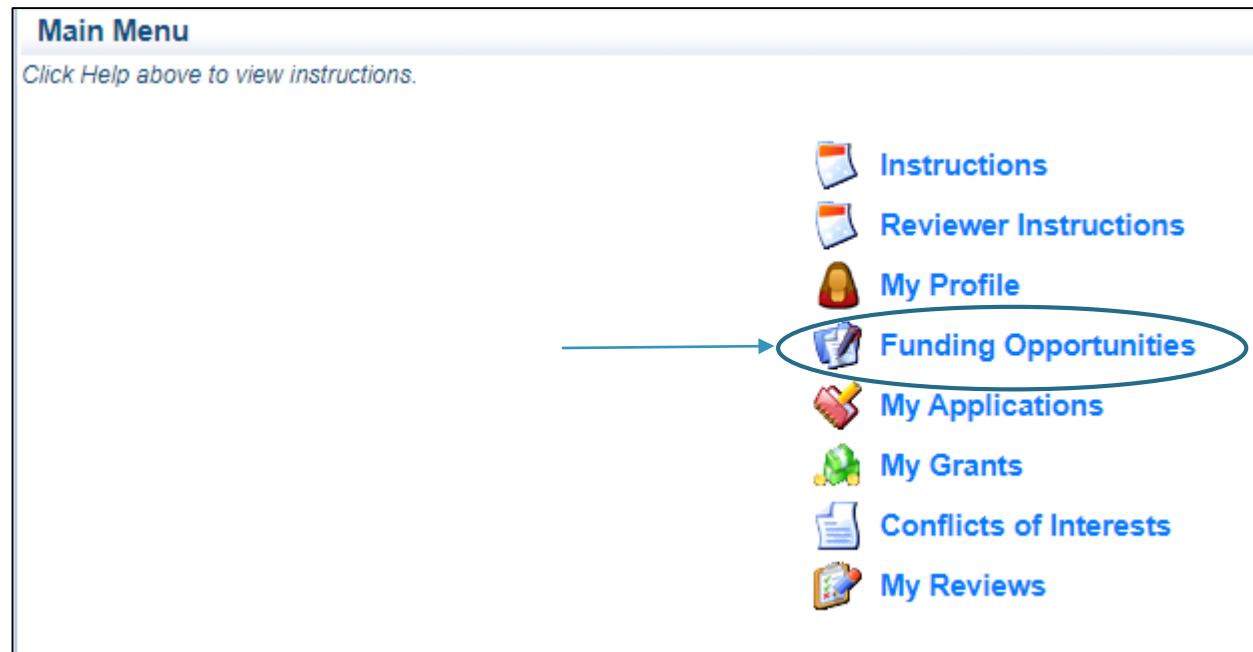 Main Menu
Click Help above to view instructions.
Instructions
Reviewer Instructions
My Profile
Funding Opportunities
My Applications
My Grants
Conflicts of Interests
My Reviews